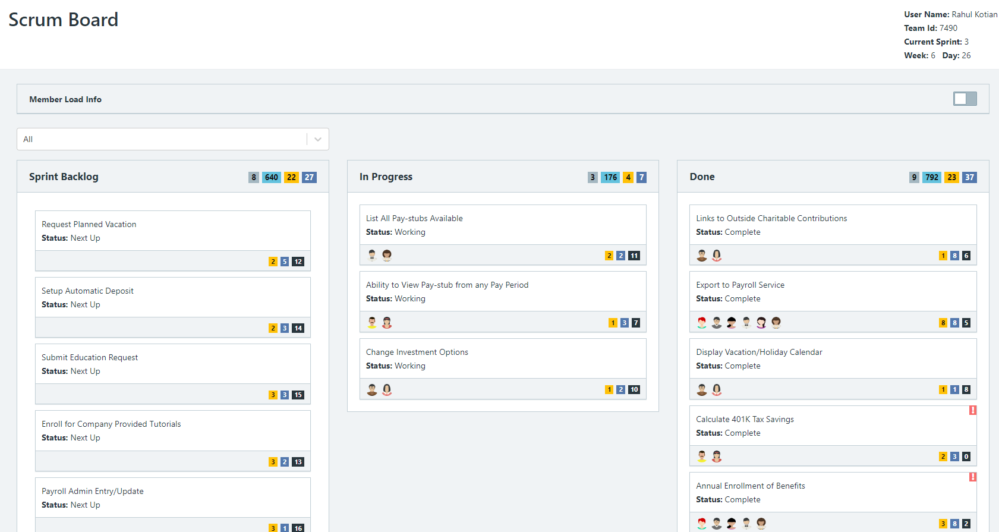 Scrum Board
User Name: Rahul Kotian
Team Id: 7490
Current Sprint: 3
Week: 6 Day: 26
Member Load Info
All
Sprint Backlog 8 640 22 27
Request Planned Vacation
Status: Next Up
2 5 12
Setup Automatic Deposit
Status: Next Up
2 3 14
Submit Education Request
Status: Next Up
3 3 15
Enroll for Company Provided Tutorials
Status: Next Up
3 2 13
Payroll Admin Entry/Update
Status: Next Up
3 1 16
In Progress 3 176 4 7
List All Pay-stubs Available
Status: Working
2 2 11
Ability to View Pay-stub from any Pay Period
Status: Working
1 3 7
Change Investment Options
Status: Working
1 2 10
Done 9 792 23 37
Links to Outside Charitable Contributions
Status: Complete
1 8 6
Export to Payroll Service
Status: Complete
8 8 5
Display Vacation/Holiday Calendar
Status: Complete
1 1 8
!
Calculate 401K Tax Savings
Status: Complete
2 3 0
!
Annual Enrollment of Benefits
Status: Complete
3 8 2